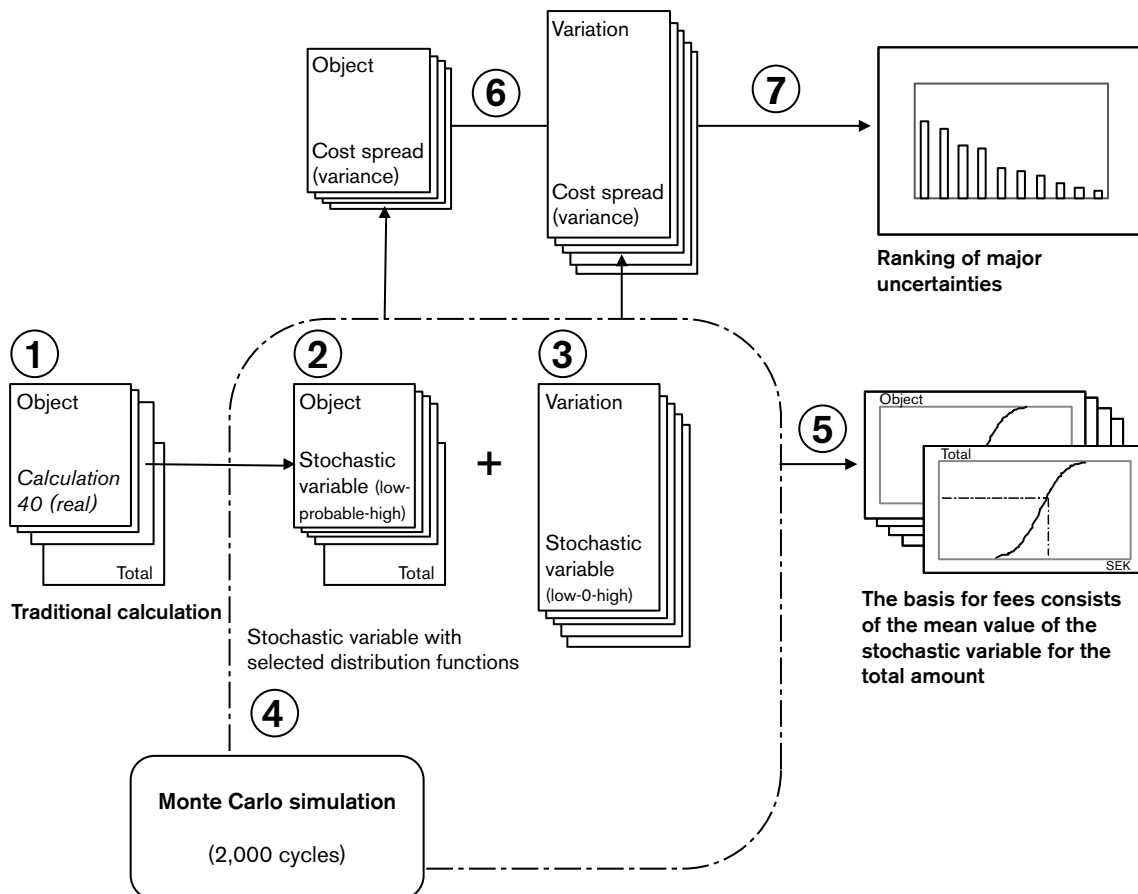 Object
Cost spread
(variance)
6
Variation
Cost spread
(variance)
7
Ranking of major
uncertainties
1
Object
Calculation
40 (real)
Total
Traditional calculation
2
Object
Stochastic
variable (low-
probable-high)
Total
+
3
Variation
Stochastic
variable
(low-0-high)
Stochastic variable with
selected distribution functions
4
Monte Carlo simulation
(2,000 cycles)
5
Object
Total
SEK
The basis for fees consists
of the mean value of the
stochastic variable for the
total amount